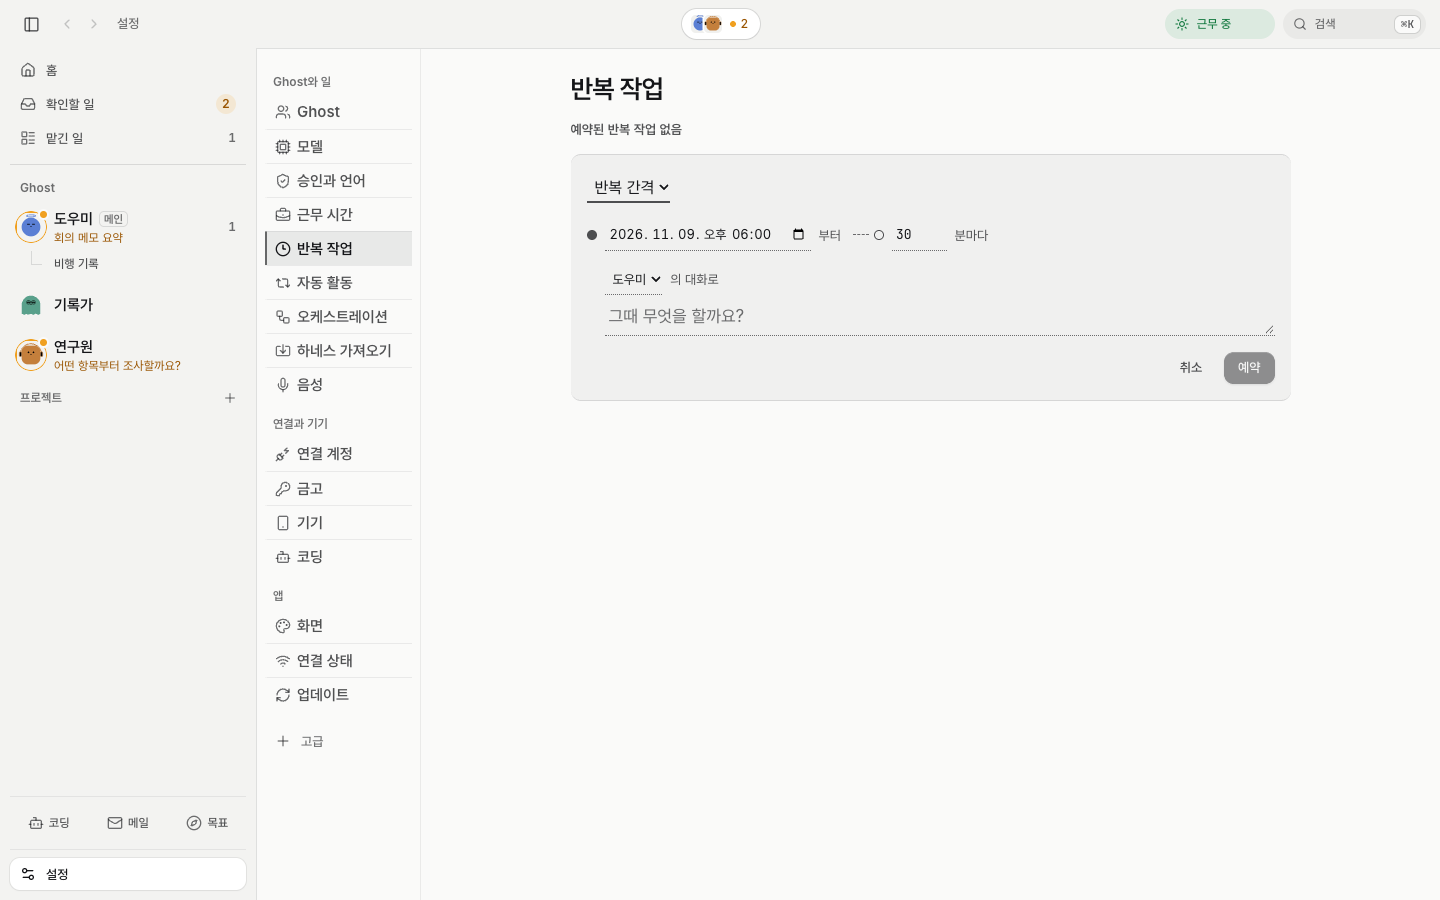 설정
2
근무 중
검색
⌘K
홈
확인할 일
2
맡긴 일
1
Ghost
도우미
메인
회의 메모 요약
1
비행 기록
기록가
연구원
어떤 항목부터 조사할까요?
프로젝트
코딩
메일
목표
설정
Ghost와 일
Ghost
모델
승인과 언어
근무 시간
반복 작업
자동 활동
오케스트레이션
하네스 가져오기
음성
연결과 기기
연결 계정
금고
기기
코딩
앱
화면
연결 상태
업데이트
고급
반복 작업
예약된 반복 작업 없음
반복 간격
2026. 11. 09. 오후 06:00 부터 30 분마다
도우미 의 대화로
그때 무엇을 할까요?
취소 예약